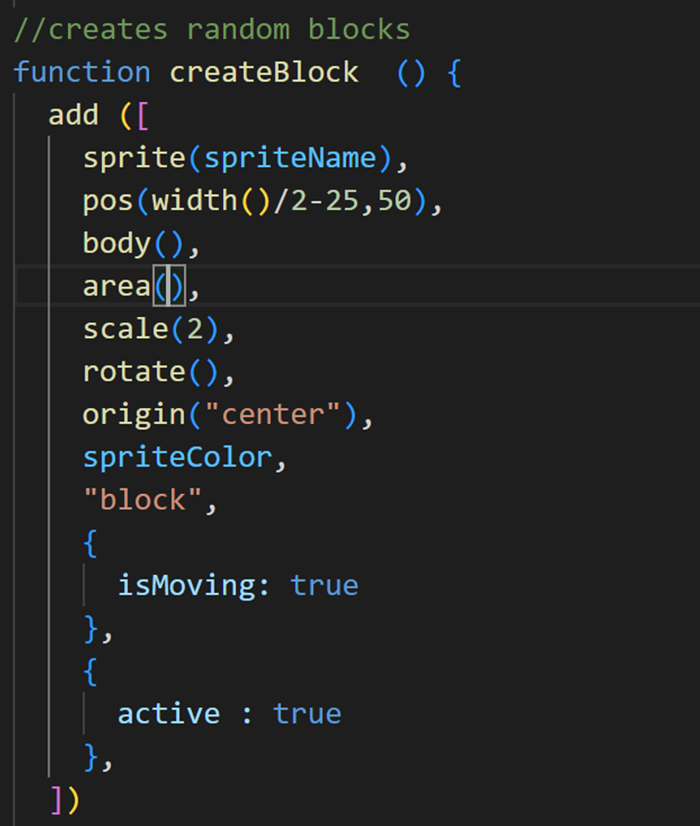 //creates random blocks
function createBlock  () {
  add ([
    sprite(spriteName),
    pos(width()/2-25,50),
    body(),
    area(),
    scale(2),
    rotate(),
    origin("center"),
    spriteColor,
    "block",
    {
      isMoving: true
    },
    {
      active : true
    },
  ])